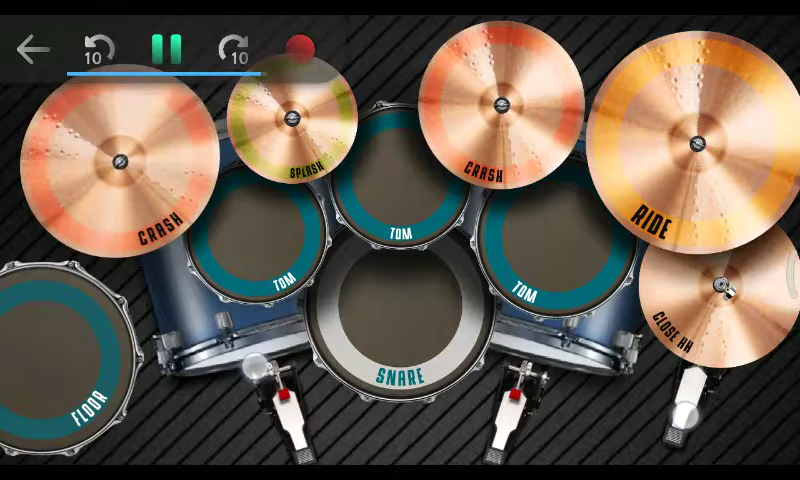 10
10
CRASH
SPLASH
CRASH
RIDE
TOM
TOM
TOM
CLOSE HH
SNARE
FLOOR